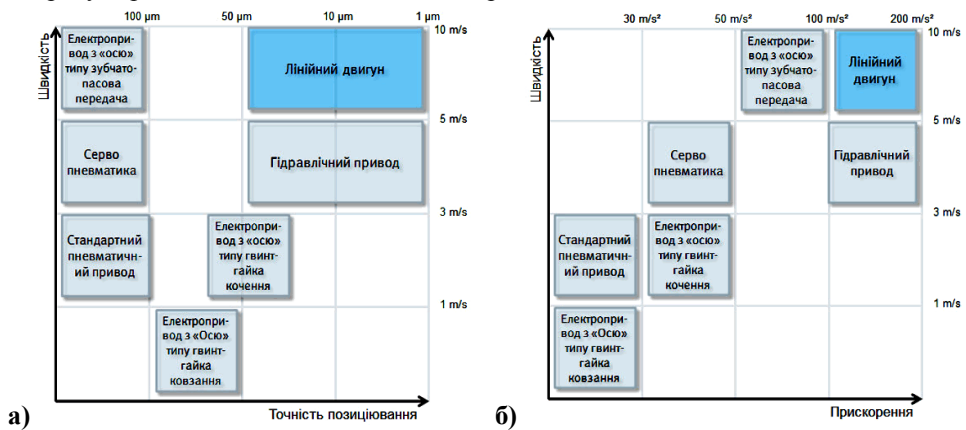 100 μm 50 μm 10 μm 1 μm
Швидкість
10 m/s
Електропри-
вод з «осю»
типу зубчато-
пасова
передача
Лінійний двигун
5 m/s
Серво
пневматика
Гідравлічний привод
3 m/s
Стандартний
пневматичн-
ий привод
Електропри-
вод з «осю»
типу гвинт-
гайка
кочення
1 m/s
Електропри-
вод з «Осю»
типу гвинт-
гайка
ковзання
Точність позиціювання
а)
30 m/s² 50 m/s² 100 m/s² 200 m/s²
Швидкість
10 m/s
Електропри-
вод з «осю»
типу зубчато-
пасова
передача
Лінійний
двигун
5 m/s
Серво
пневматика
Гідравлічний
привод
3 m/s
Стандартний
пневматичн-
ний привод
Електропри-
вод з «осю»
типу гвинт-
гайка
кочення
1 m/s
Електропри-
вод з «Осю»
типу гвинт-
гайка
ковзання
Прискорення
б)